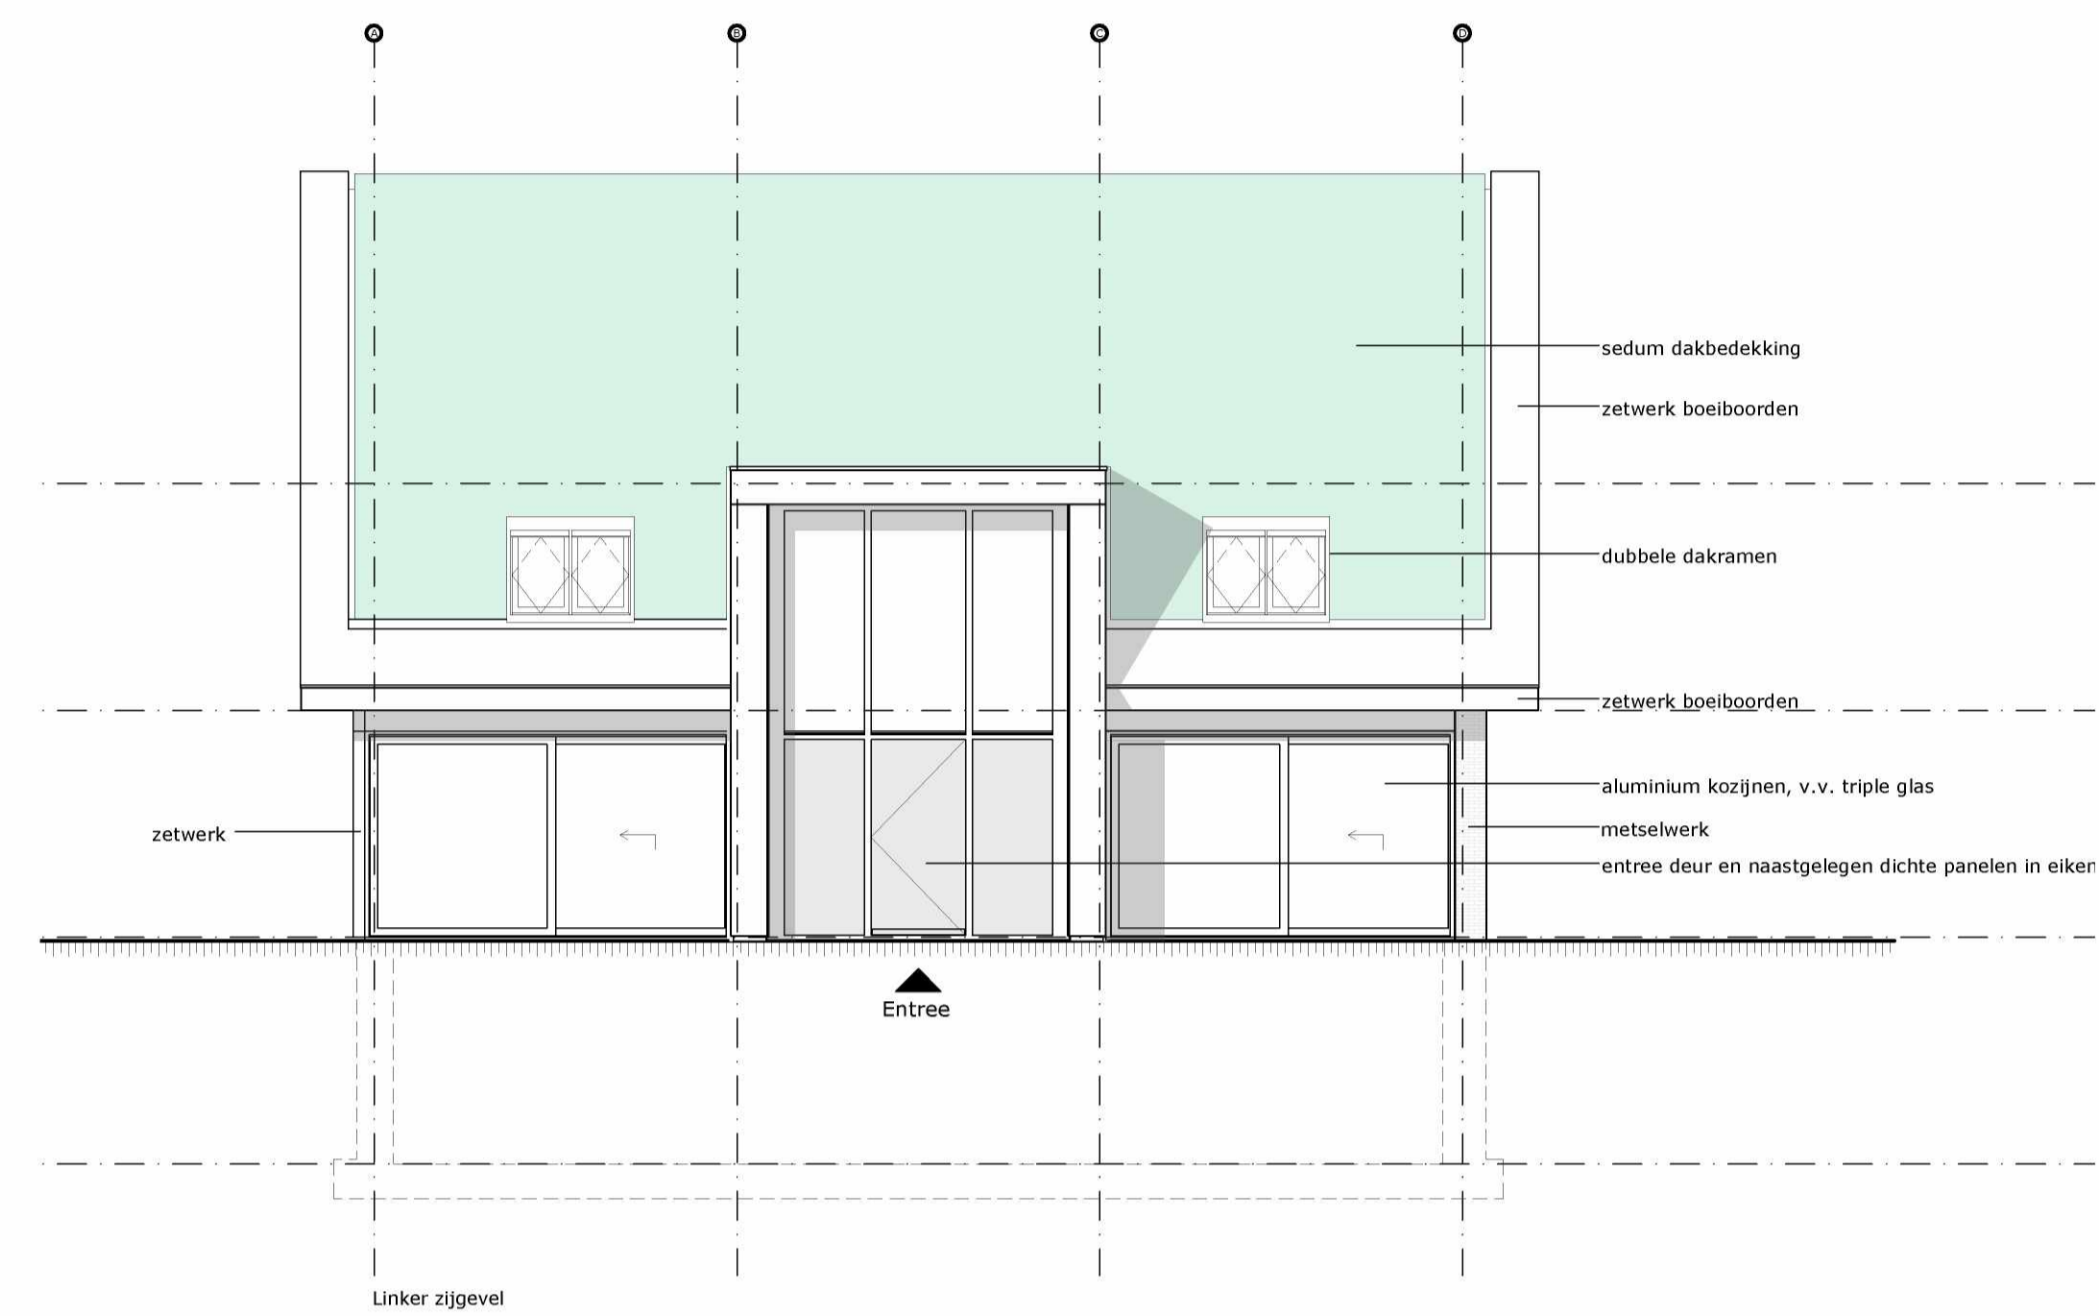 A B C D
sedum dakbedekking
zetwerk boeiboorden
dubbele dakramen
zetwerk boeiboorden
aluminium kozijnen, v.v. triple glas
zetwerk
metselwerk
entree deur en naastgelegen dichte panelen in eiken
Entree
Linker zijgevel